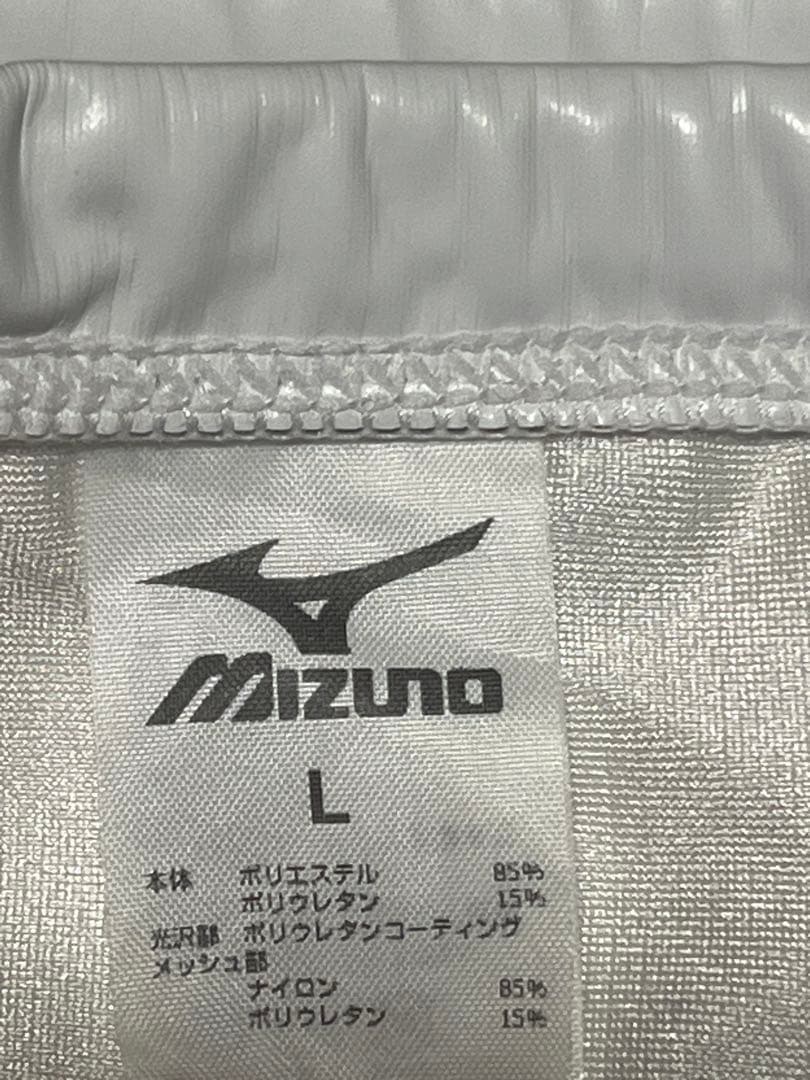 MIZUNO
L
本体 ポリエステル 85%
ポリウレタン 15%
光沢部 ポリウレタンコーティング
メッシュ部
ナイロン 85%
ポリウレタン 15%